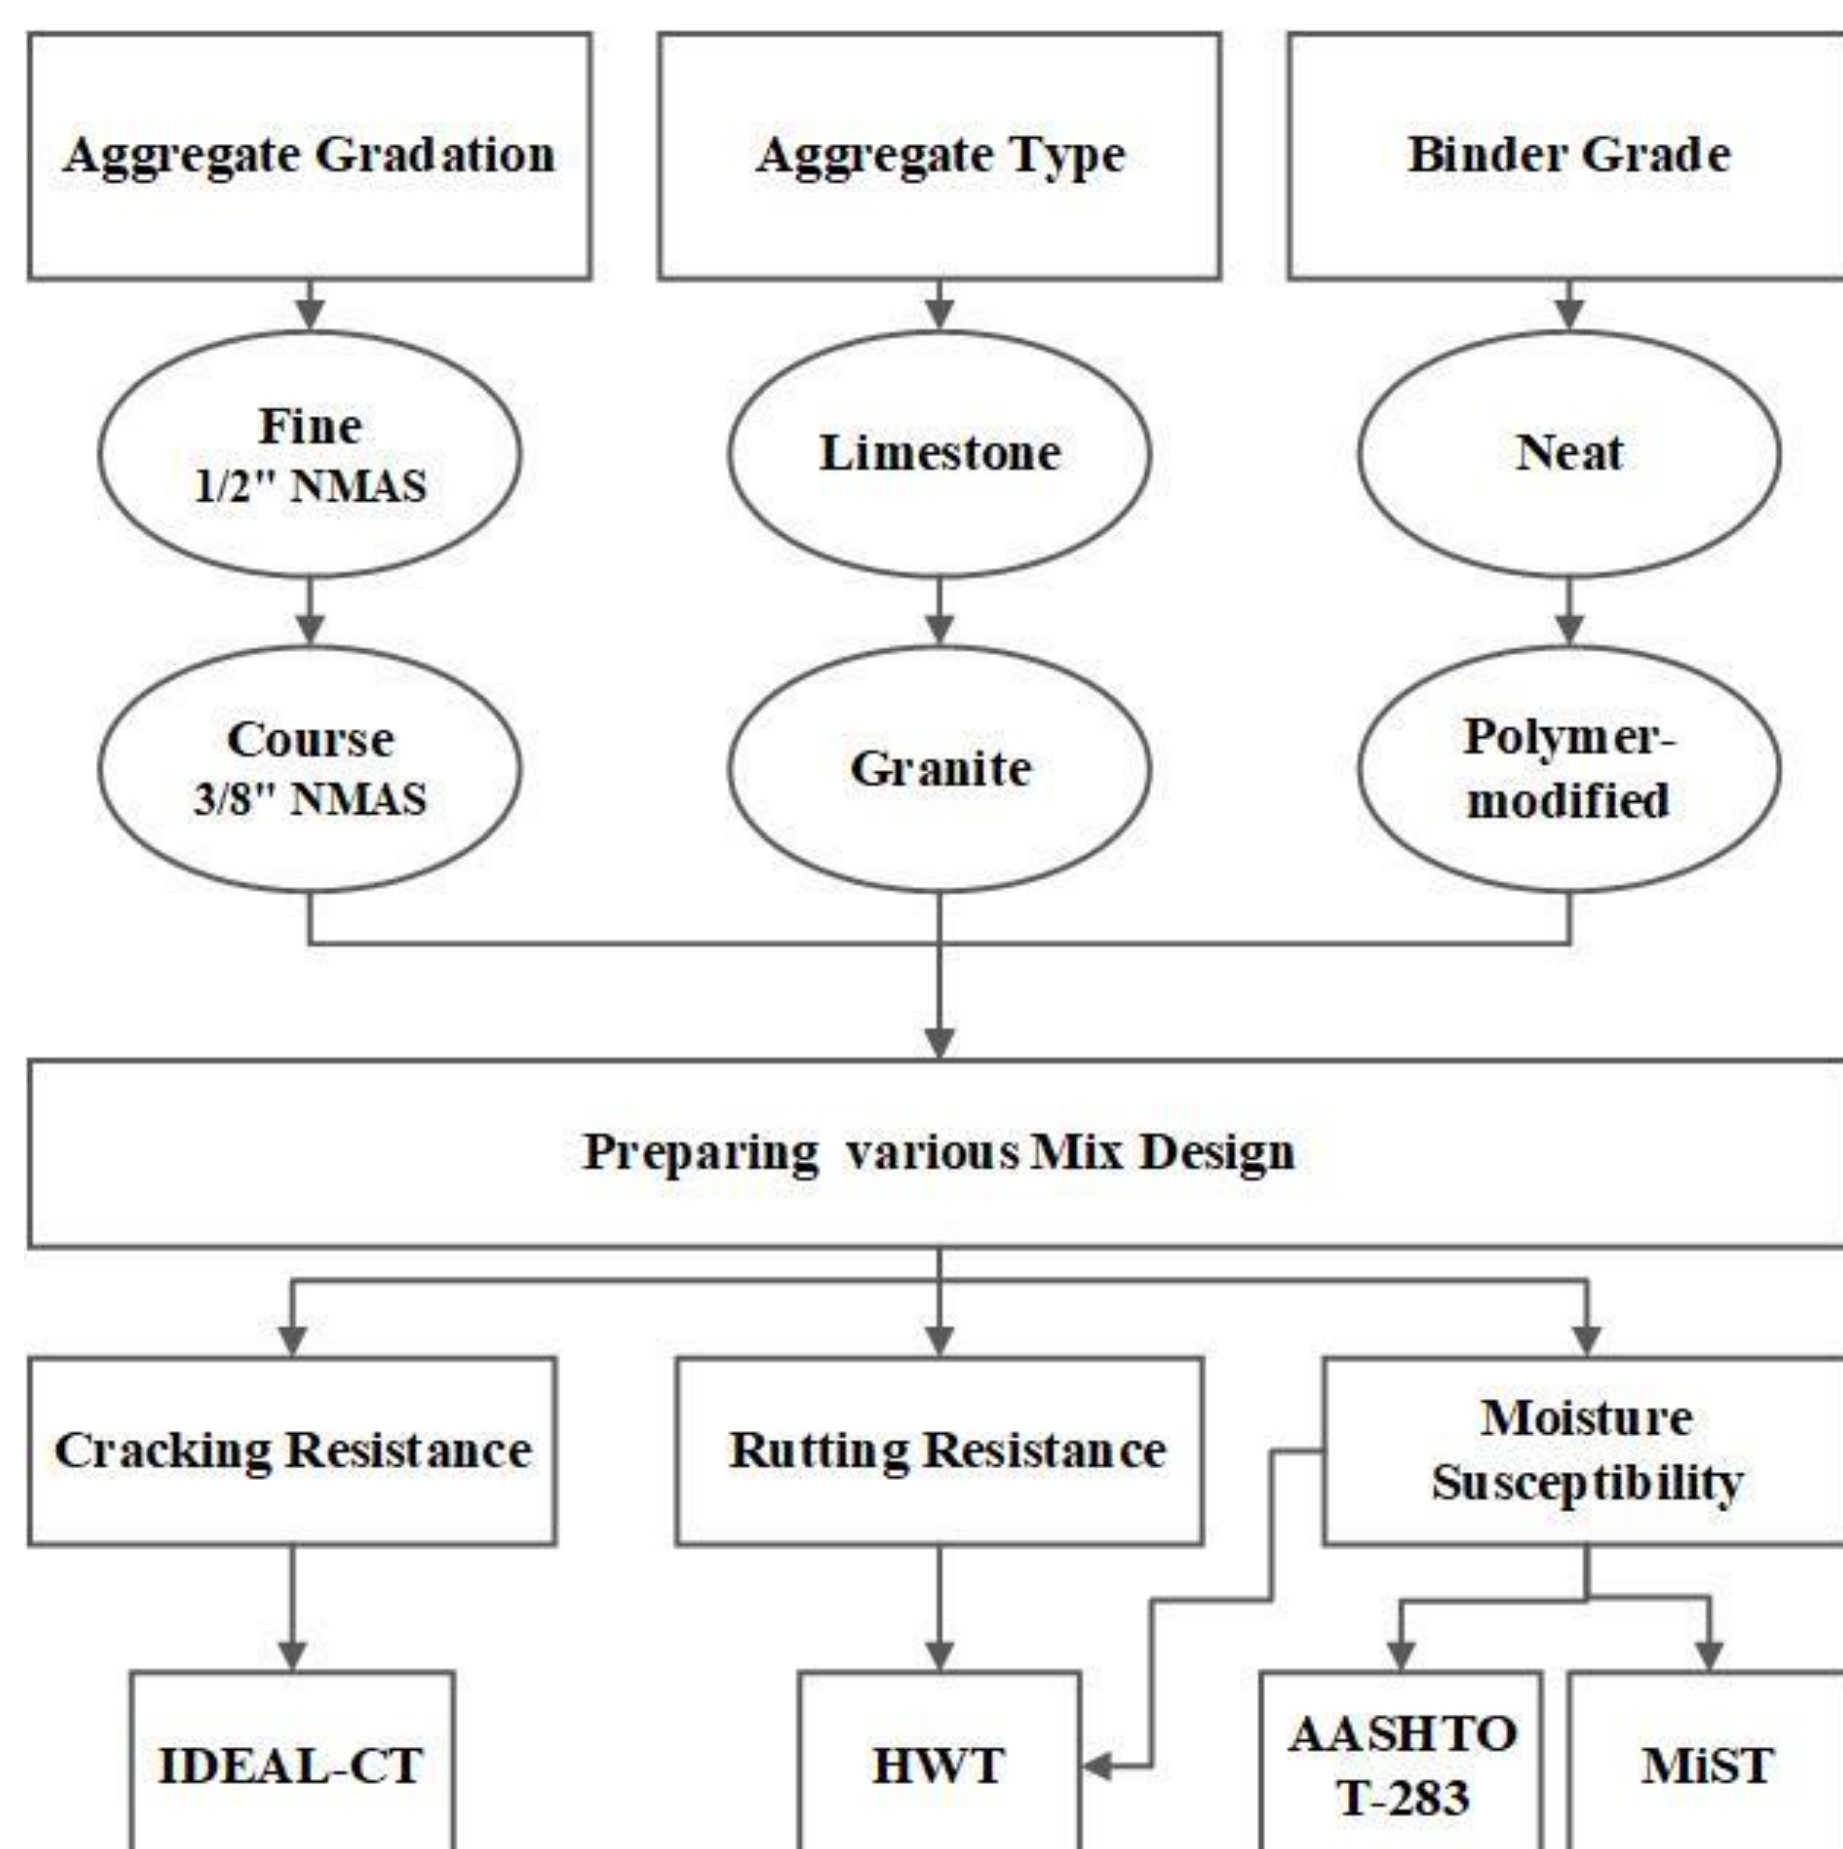 Aggregate Gradation
Aggregate Type
Binder Grade
Fine
1/2" NMAS
Limestone
Neat
Course
3/8" NMAS
Granite
Polymer-
modified
Preparing various Mix Design
Cracking Resistance
Rutting Resistance
Moisture
Susceptibility
IDEAL-CT
HWT
AASHTO
T-283
MiST